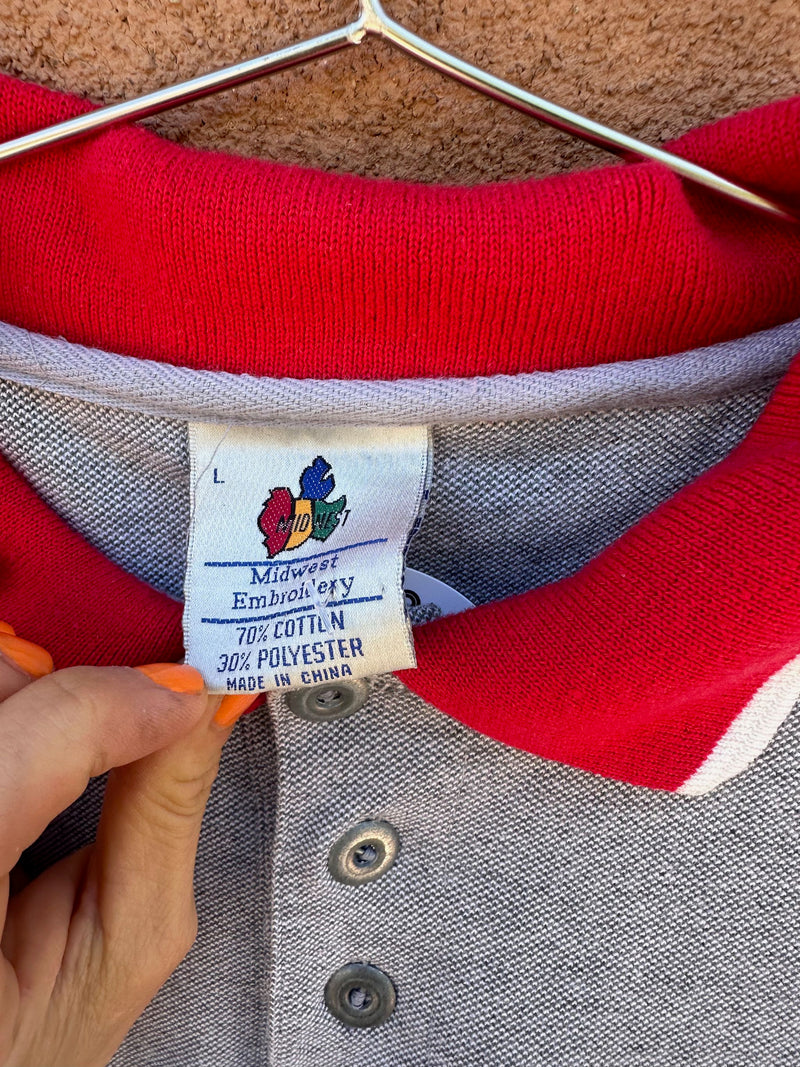 L
MIDWEST
Midwest
Embroidery
70% COTTON
30% POLYESTER
MADE IN CHINA